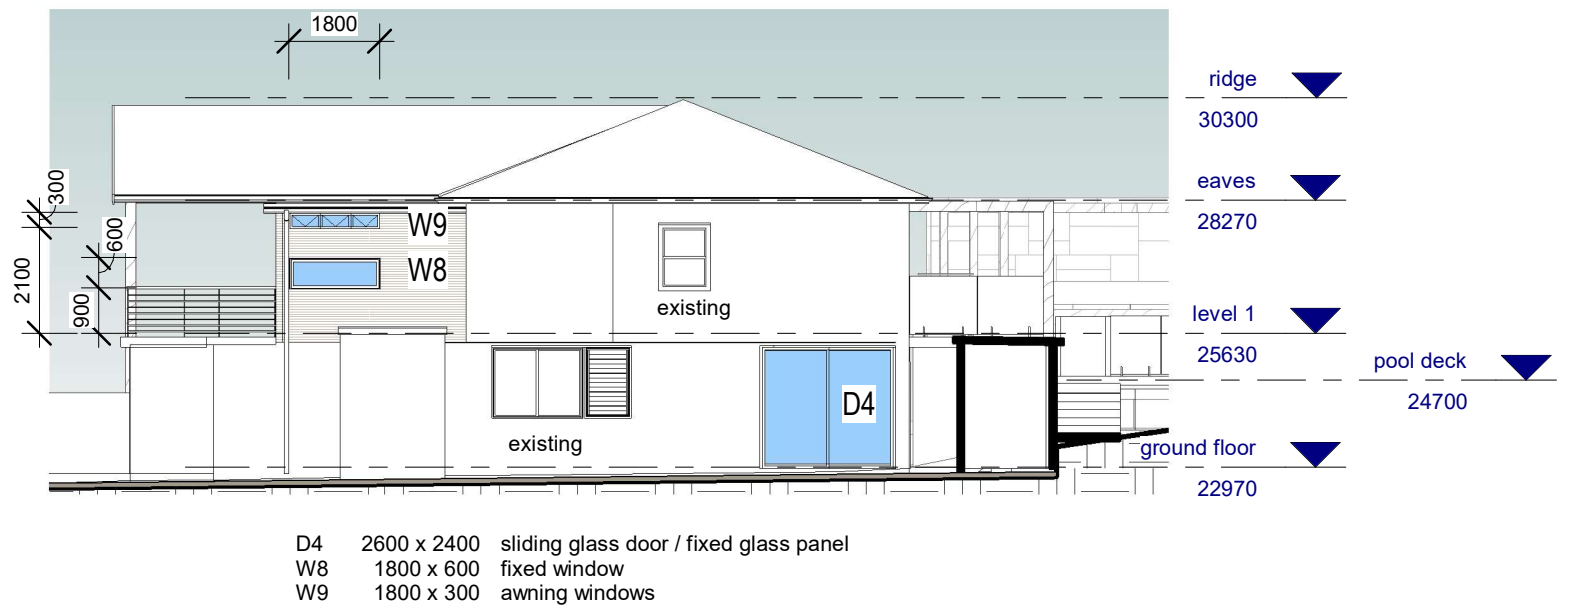 1800
ridge
30300
300
eaves
28270
600
W9
2100
W8
900
existing
level 1
25630
pool deck
24700
D4
existing
ground floor
22970
D4 2600 x 2400 sliding glass door / fixed glass panel
W8 1800 x 600 fixed window
W9 1800 x 300 awning windows